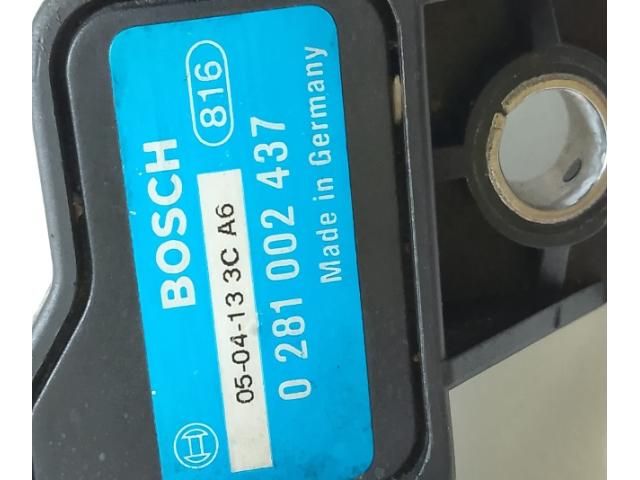 BOSCH 816
05-04-13 3C A6
0 281 002 437
Made in Germany